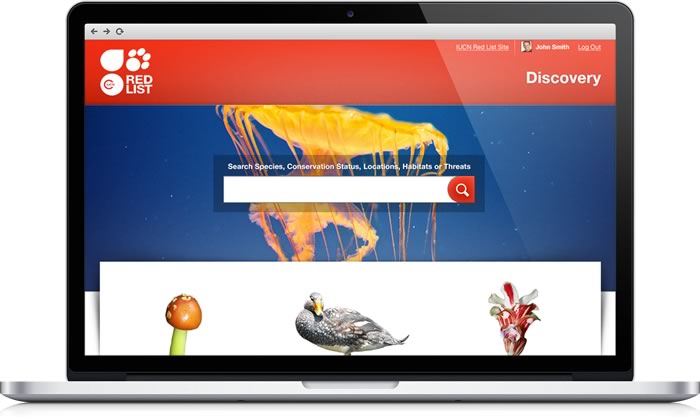 IUCN Red List Site John Smith Log Out
RED
LIST
Discovery
Search Species, Conservation Status, Locations, Habitats or Threats